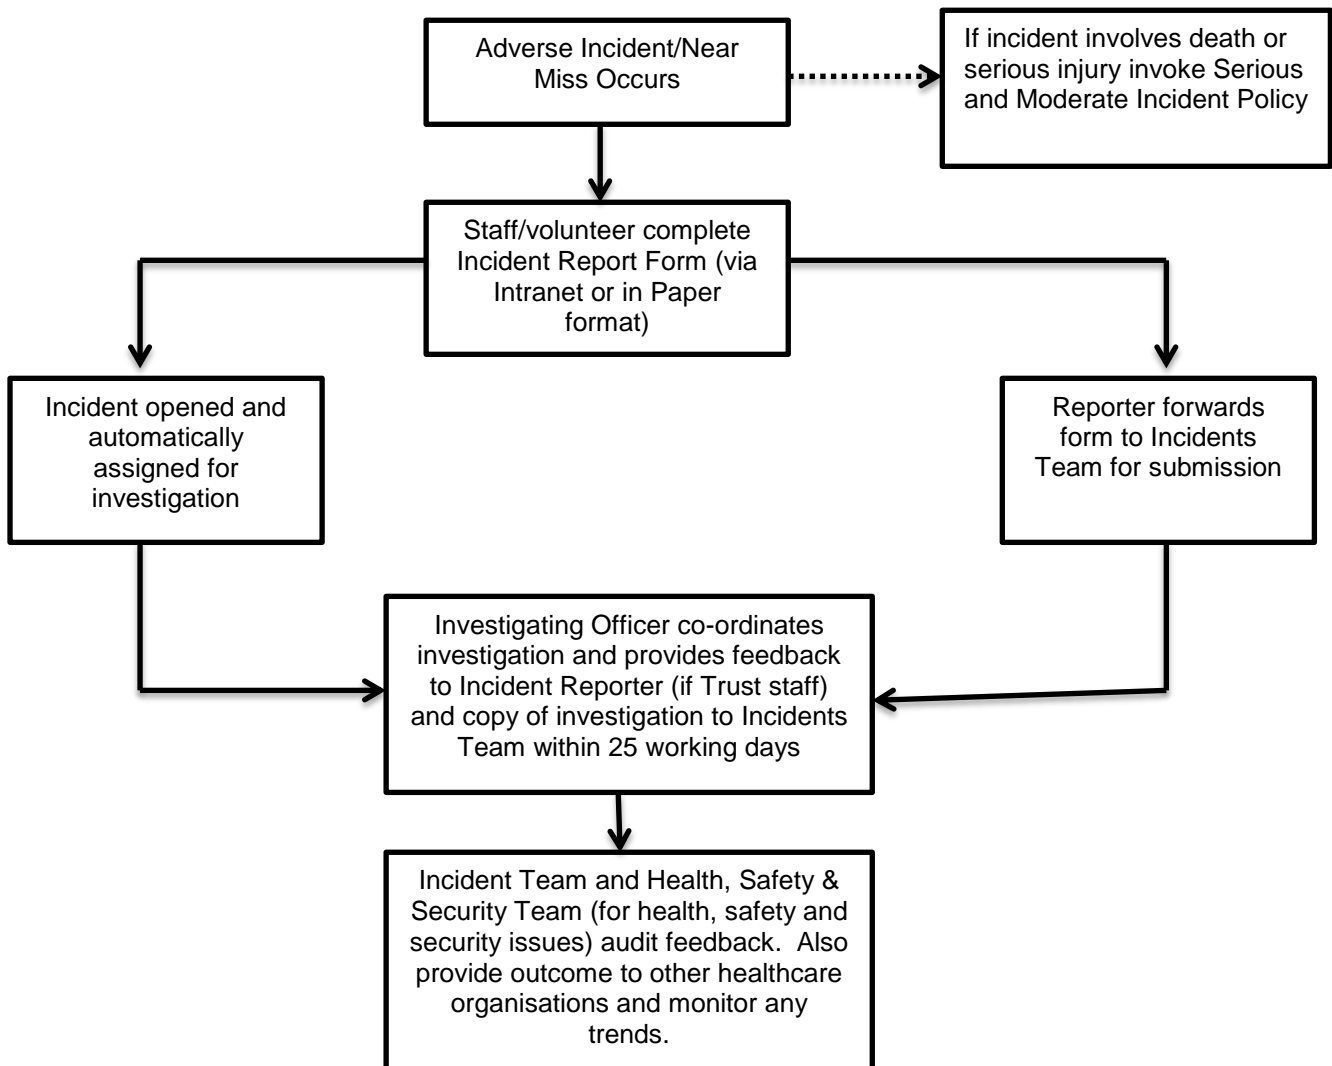 Adverse Incident/Near
Miss Occurs
If incident involves death or
serious injury invoke Serious
and Moderate Incident Policy
Staff/volunteer complete
Incident Report Form (via
Intranet or in Paper
format)
Incident opened and
automatically
assigned for
investigation
Reporter forwards
form to Incidents
Team for submission
Investigating Officer co-ordinates
investigation and provides feedback
to Incident Reporter (if Trust staff)
and copy of investigation to Incidents
Team within 25 working days
Incident Team and Health, Safety &
Security Team (for health, safety and
security issues) audit feedback.  Also
provide outcome to other healthcare
organisations and monitor any
trends.